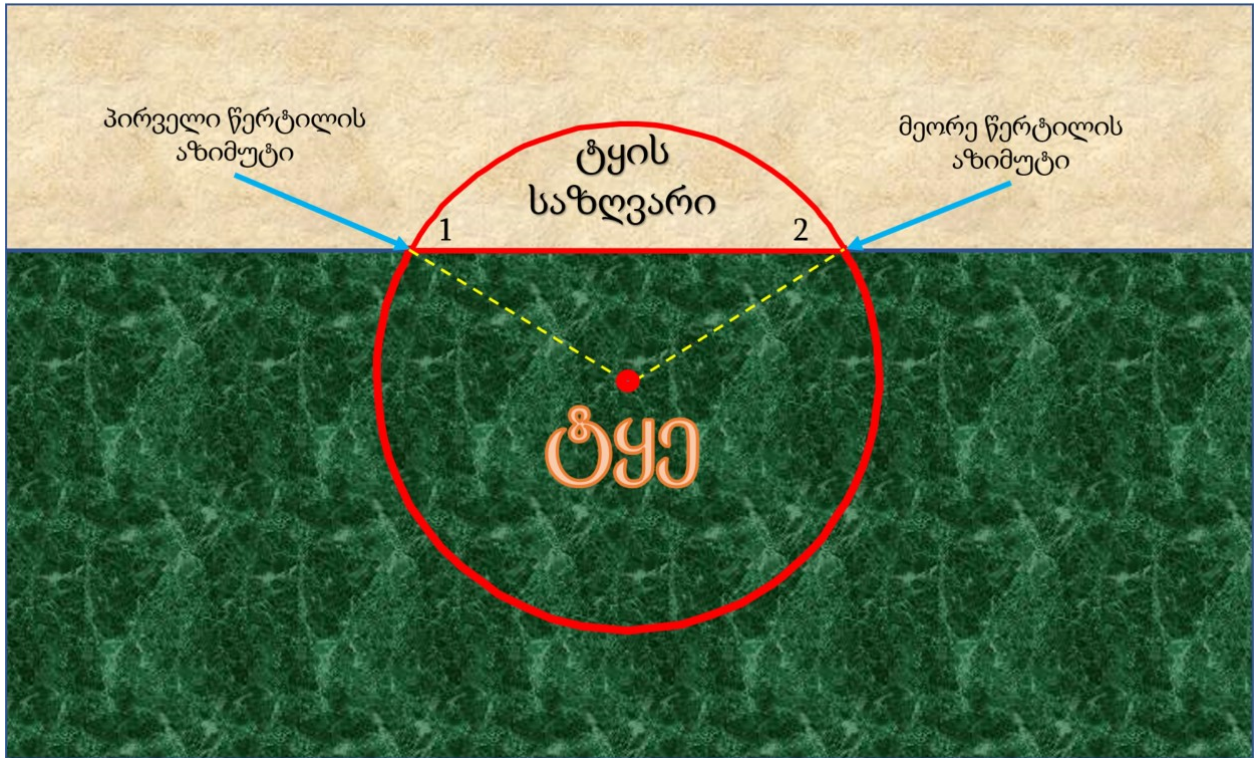 პირველი წერტილის
აზიმუტი
მეორე წერტილის
აზიმუტი
ტყის
საზღვარი
1
2
ტყე